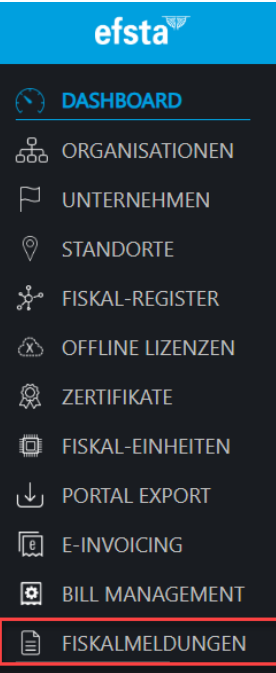 efsta
DASHBOARD
ORGANISATIONEN
UNTERNEHMEN
STANDORTE
FISKAL-REGISTER
OFFLINE LIZENZEN
ZERTIFIKATE
FISKAL-EINHEITEN
PORTAL EXPORT
E-INVOICING
BILL MANAGEMENT
FISKALMELDUNGEN